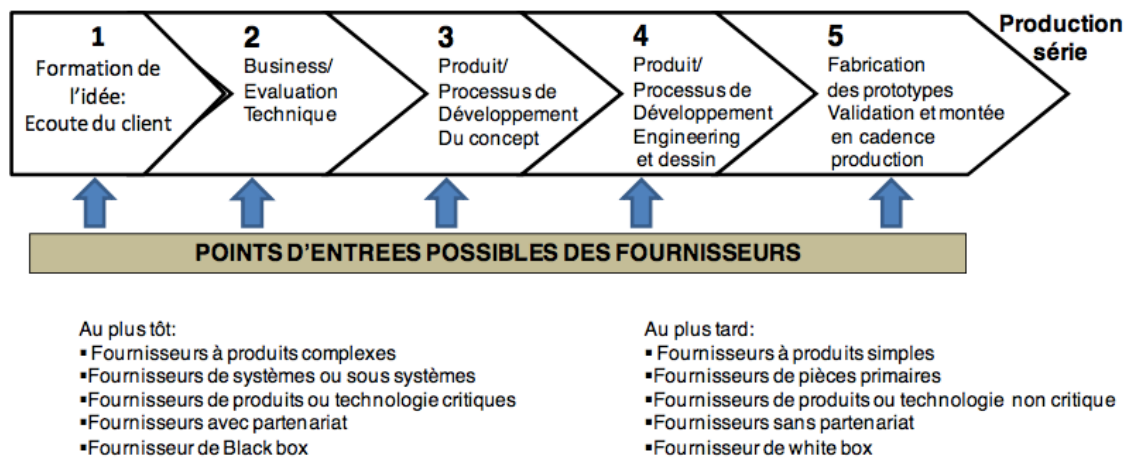 1
Formation de
l'idée:
Ecoute du client
2
Business/
Evaluation
Technique
3
Produit/
Processus de
Développement
Du concept
4
Produit/
Processus de
Développement
Engineering
et dessin
5
Fabrication
des prototypes
Validation et montée
en cadence
production
Production
série
POINTS D'ENTREES POSSIBLES DES FOURNISSEURS
Au plus tôt:
▪ Fournisseurs à produits complexes
▪Fournisseurs de systèmes ou sous systèmes
▪Fournisseurs de produits ou technologie critiques
▪Fournisseurs avec partenariat
▪Fournisseur de Black box
Au plus tard:
▪ Fournisseurs à produits simples
▪Fournisseurs de pièces primaires
▪Fournisseurs de produits ou technologie non critique
▪Fournisseurs sans partenariat
▪Fournisseur de white box